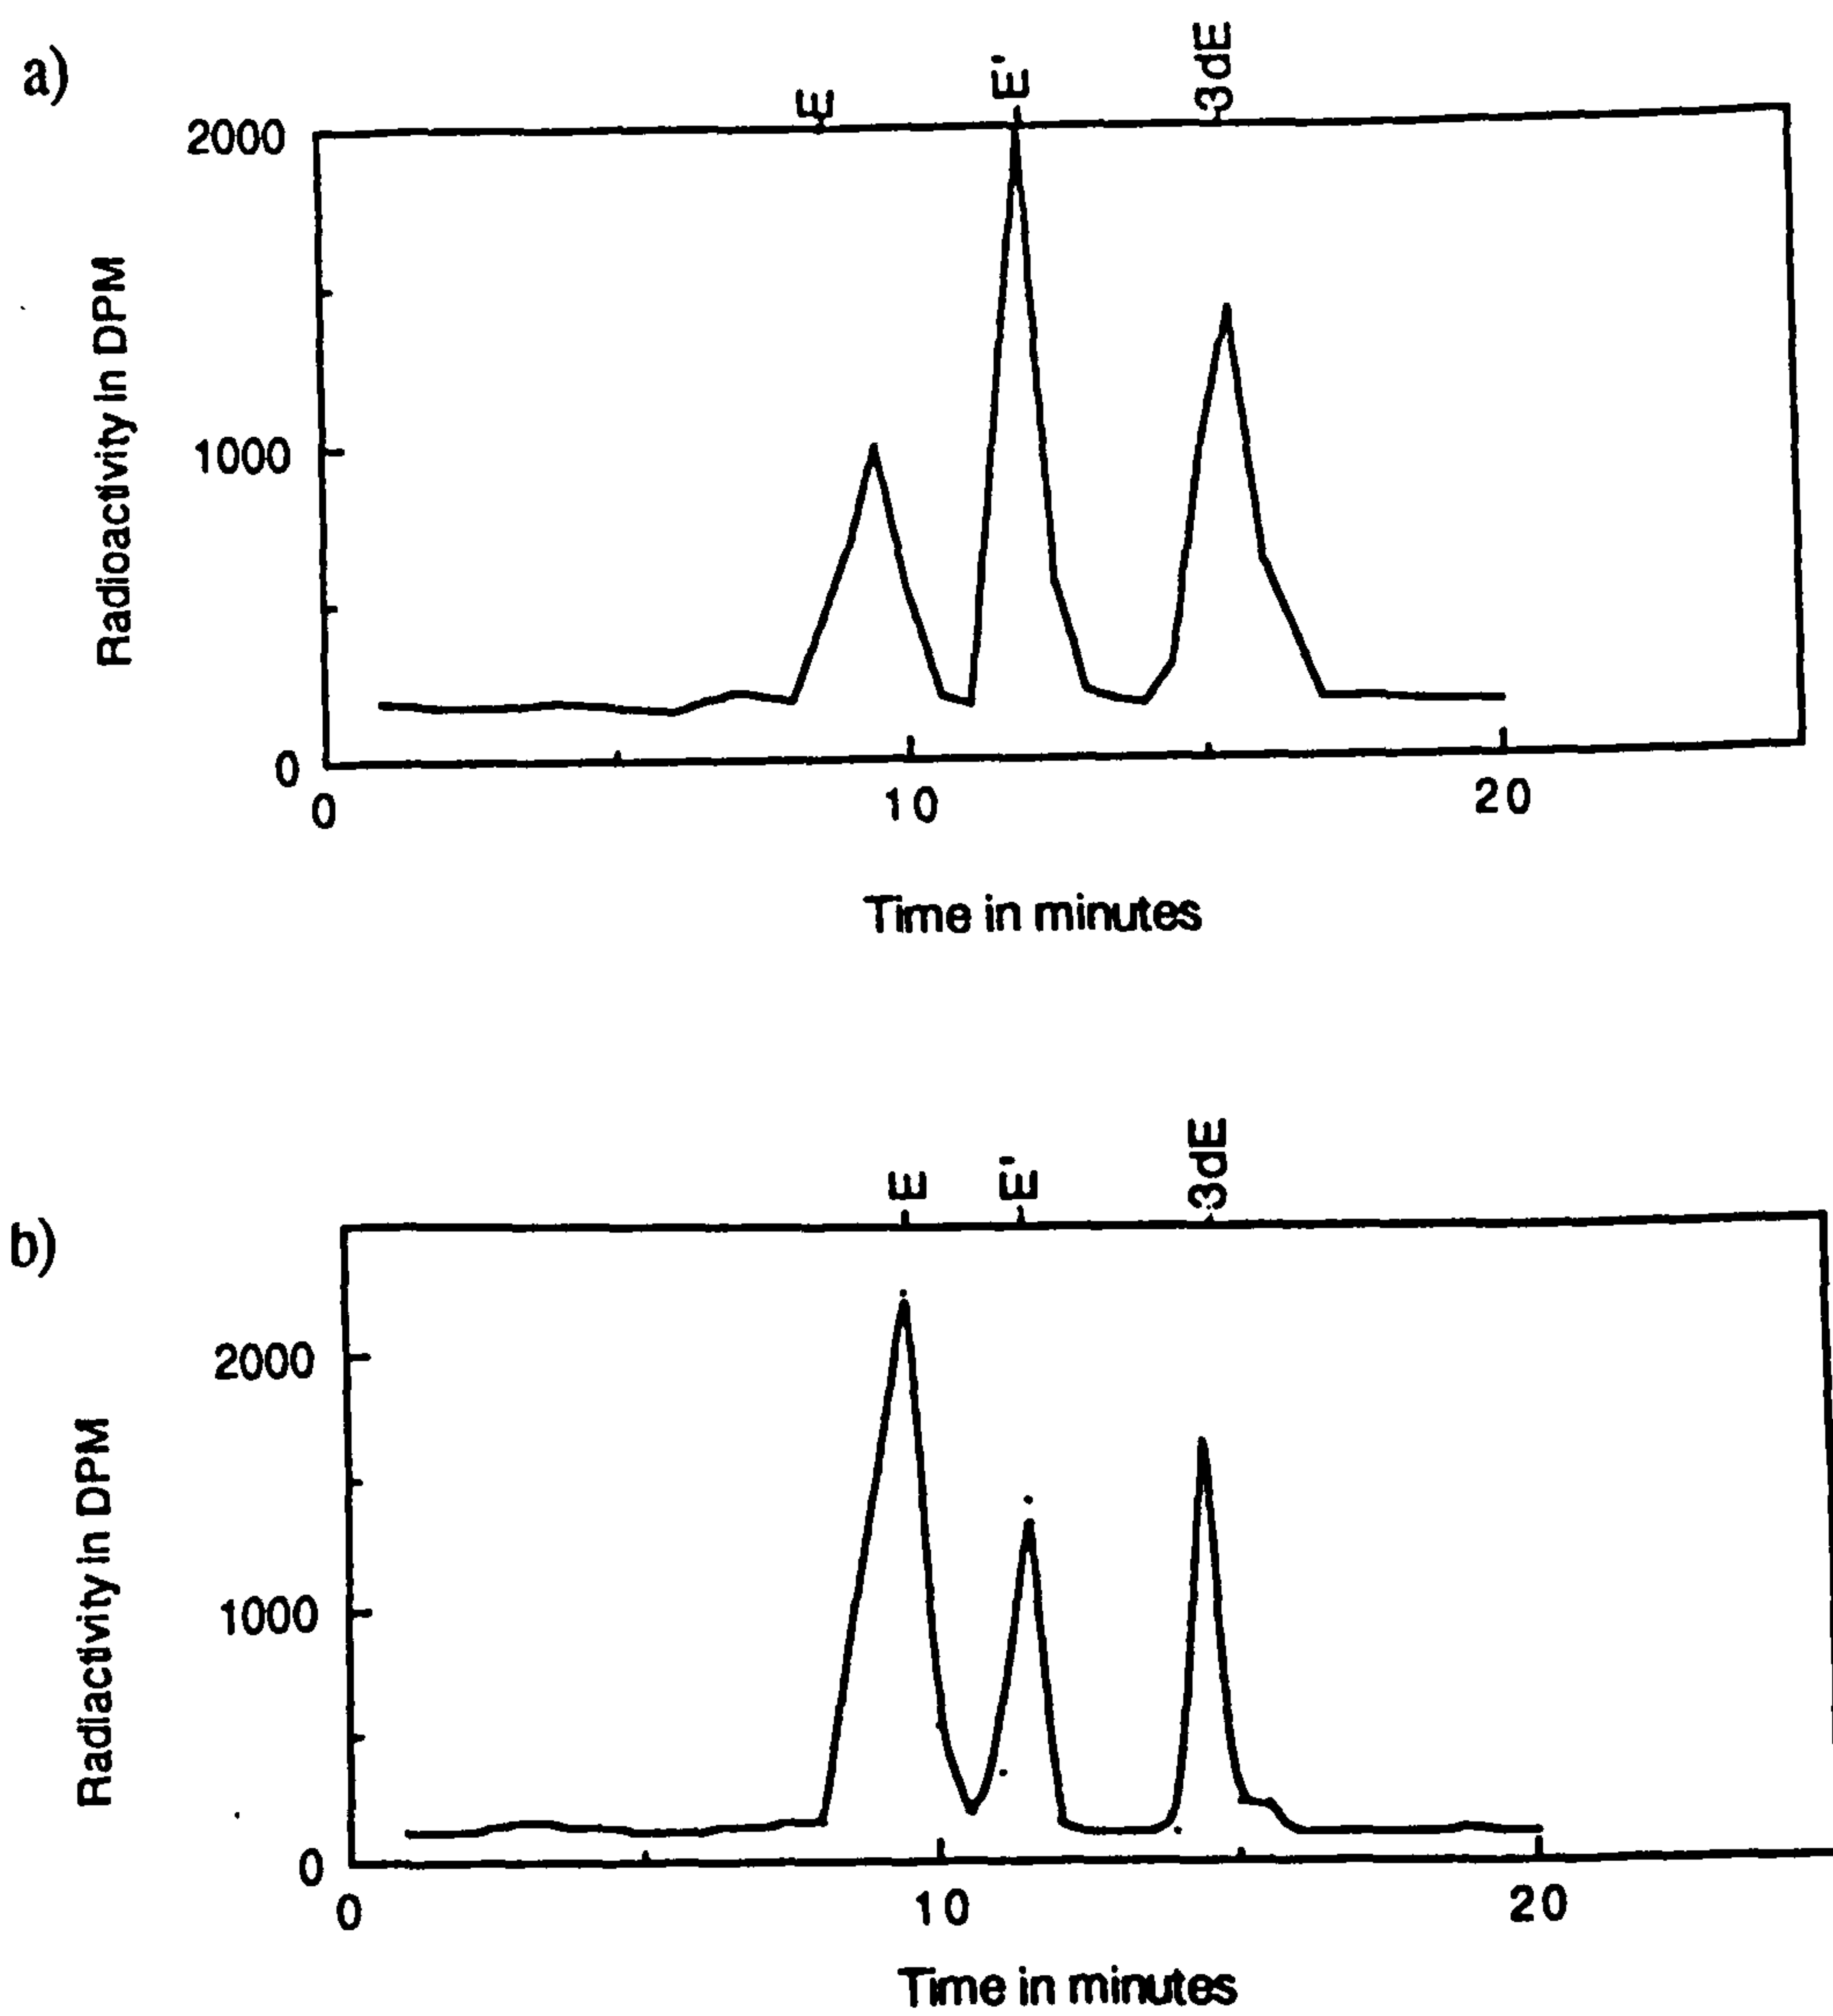 a)
E E' 3dE
2000
1000
0
Radioactivity in DPM
0 10 20
Time in minutes
b)
E E' 3dE
2000
1000
0
Radiactivity in DPM
0 10 20
Time in minutes